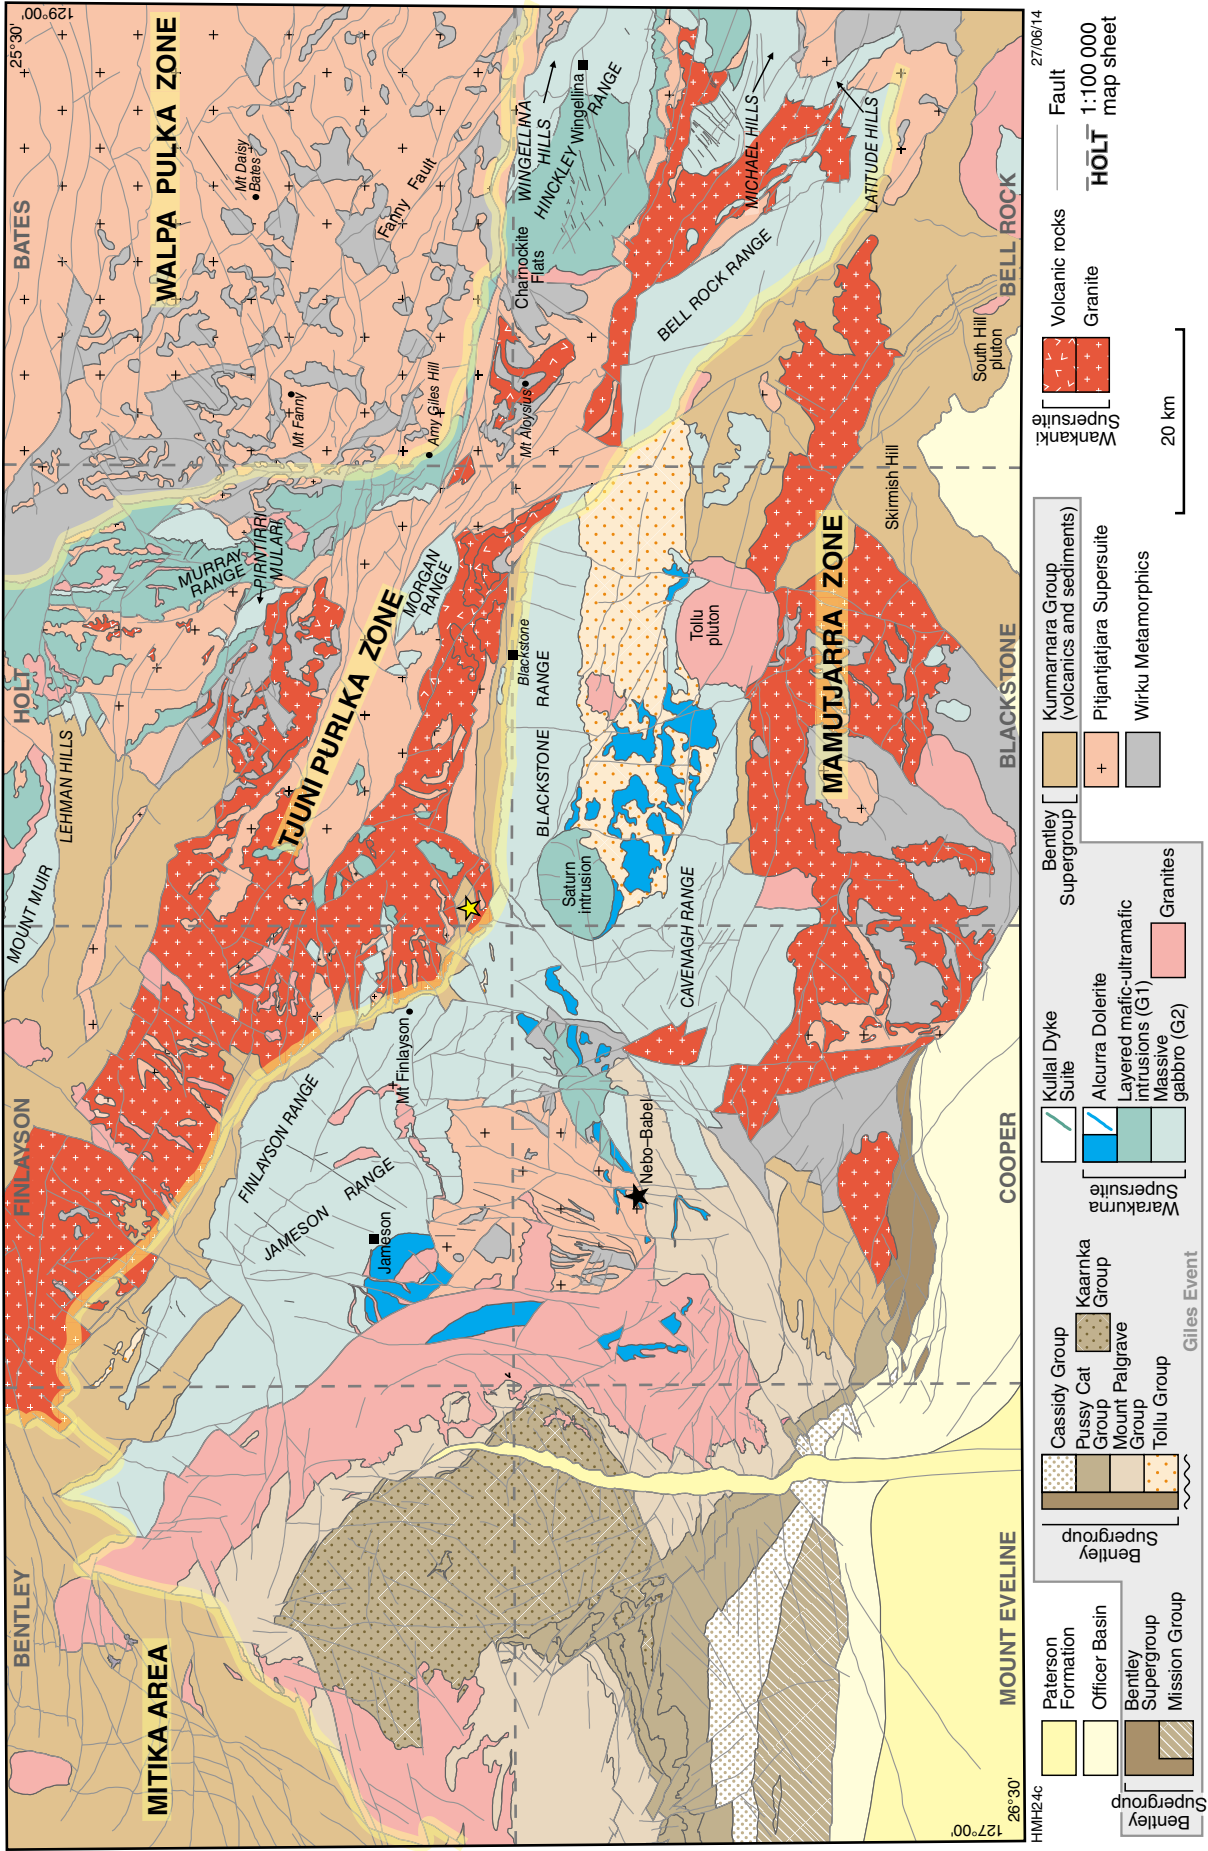 127°00'
26°30'
25°30'
129°00'
BENTLEY
FINLAYSON
HOLT
BATES
MITIKA AREA
WALPA PULKA ZONE
TJUNI PURLKA ZONE
MAMUTJARRA ZONE
MOUNT MUIR
LEHMAN HILLS
MURRAY
RANGE
PIRNTIRRI
MULARI
MORGAN
RANGE
Mt Daisy
Bates
Fanny Fault
Mt Fanny
Amy Giles Hill
FINLAYSON RANGE
JAMESON RANGE
Jameson
Mt Finlayson
Blackstone
BLACKSTONE RANGE
Mt Aloysius
Charnockite
Flats
WINGELLINA
HILLS
HINCKLEY
RANGE
Wingellina
MICHAEL HILLS
LATITUDE HILLS
BELL ROCK RANGE
Saturn
intrusion
CAVENAGH RANGE
Tollu
pluton
Nebo–Babel
Skirmish Hill
South Hill
pluton
MOUNT EVELINE
COOPER
BLACKSTONE
BELL ROCK
HMH24c
27/06/14
Paterson
Formation
Officer Basin
Bentley
Supergroup
Bentley
Supergroup
Mission Group
Bentley
Supergroup
Cassidy Group
Pussy Cat
Group
Mount Palgrave
Group
Tollu Group
Kaarnka
Group
Giles Event
Warakurna
Supersuite
Kullal Dyke
Suite
Alcurra Dolerite
Layered mafic-ultramafic
intrusions (G1)
Massive
gabbro (G2)
Granites
Bentley
Supergroup
Kunmarnara Group
(volcanics and sediments)
Pitjantjatjara Supersuite
Wirku Metamorphics
20 km
Wankanki
Supersuite
Volcanic rocks
Granite
Fault
HOLT
1:100 000
map sheet